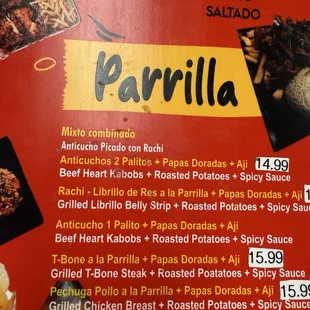 SALTADO
Parrilla
Mixto combinado
Anticucho Picado con Rachi
Anticuchos 2 Palitos + Papas Doradas + Aji 14.99
Beef Heart Kabobs + Roasted Potatoes + Spicy Sauce
Rachi - Librillo de Res a la Parrilla + Papas Doradas + Aji
Grilled Librillo Belly Strip + Roasted Potatoes + Spicy Sauc
Anticucho 1 Palito + Papas Doradas + Aji
Beef Heart Kabobs + Roasted Potatoes + Spicy Sauce
T-Bone a la Parrilla + Papas Doradas + Aji 15.99
Grilled T-Bone Steak + Roasted Potatoes + Spicy Sauce
Pechuga Pollo a la Parrilla + Papas Doradas + Aji 15.9
Grilled Chicken Breast + Roasted Potatoes + Spicy Sauce